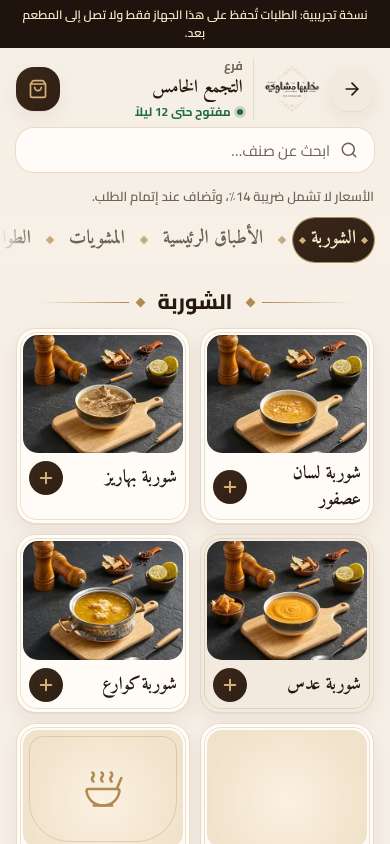 نسخة تجريبية: الطلبات تُحفظ على هذا الجهاز فقط ولا تصل إلى المطعم
بعد.
فرع
التجمع الخامس
مفتوح حتى 12 ليلاً
ابحث عن صنف...
الأسعار لا تشمل ضريبة 14٪، وتُضاف عند إتمام الطلب.
الشوربة
الأطباق الرئيسية
المشويات
الشوربة
شوربة لسان
عصفور
شوربة بهاريز
شوربة عدس
شوربة كوارع